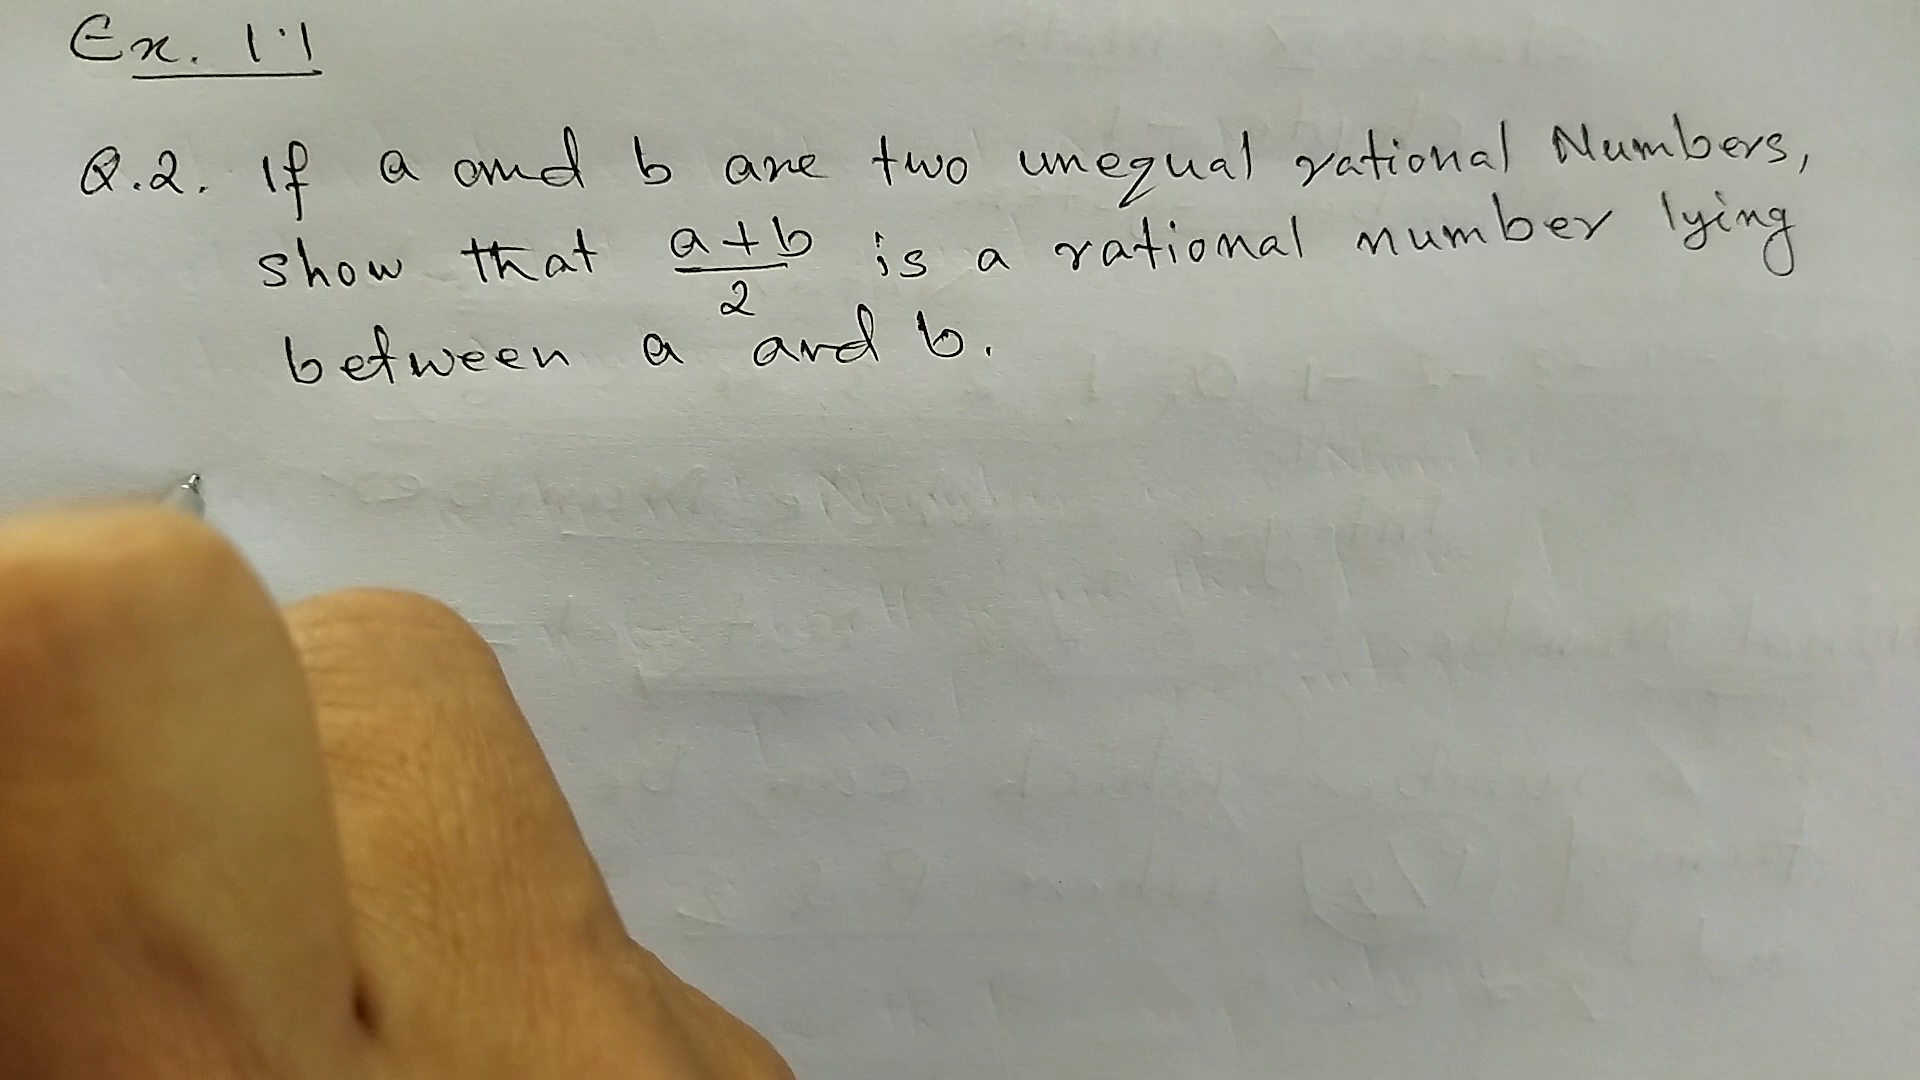 Ex. 1.1
Q.2. If a and b are two unequal rational Numbers,
show that a+b/2 is a rational number lying
between a and b.